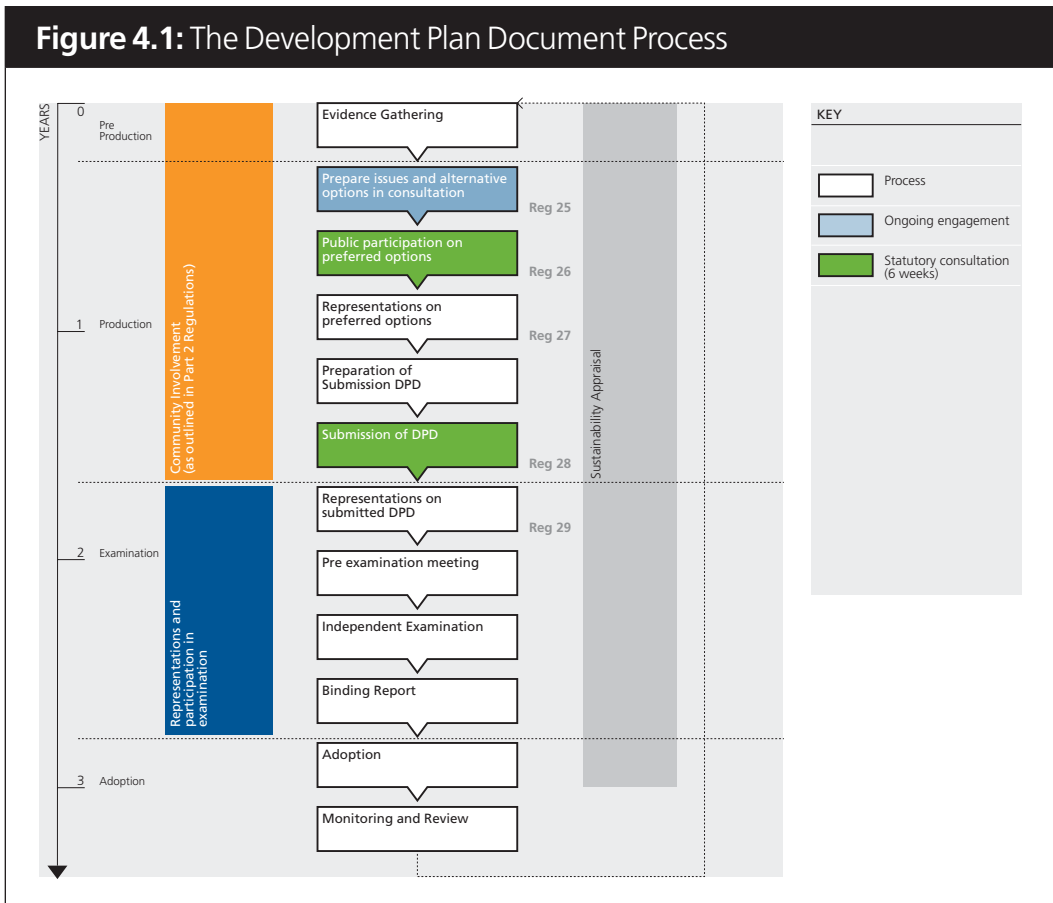 Figure 4.1: The Development Plan Document Process
YEARS
0
Pre
Production
1
Production
2
Examination
3
Adoption
Community Involvement
(as outlined in Part 2 Regulations)
Representations and
participation in
examination
Evidence Gathering
Prepare issues and alternative
options in consultation
Reg 25
Public participation on
preferred options
Reg 26
Representations on
preferred options
Reg 27
Preparation of
Submission DPD
Submission of DPD
Reg 28
Representations on
submitted DPD
Reg 29
Pre examination meeting
Independent Examination
Binding Report
Adoption
Monitoring and Review
Sustainability Appraisal
KEY
Process
Ongoing engagement
Statutory consultation
(6 weeks)